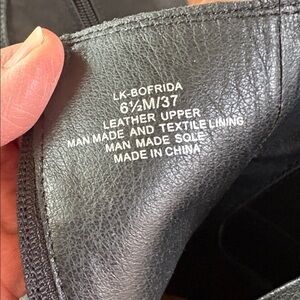 LK-BOFRIDA
6½M/37
LEATHER UPPER
MAN MADE AND TEXTILE LINING
MAN MADE SOLE
MADE IN CHINA